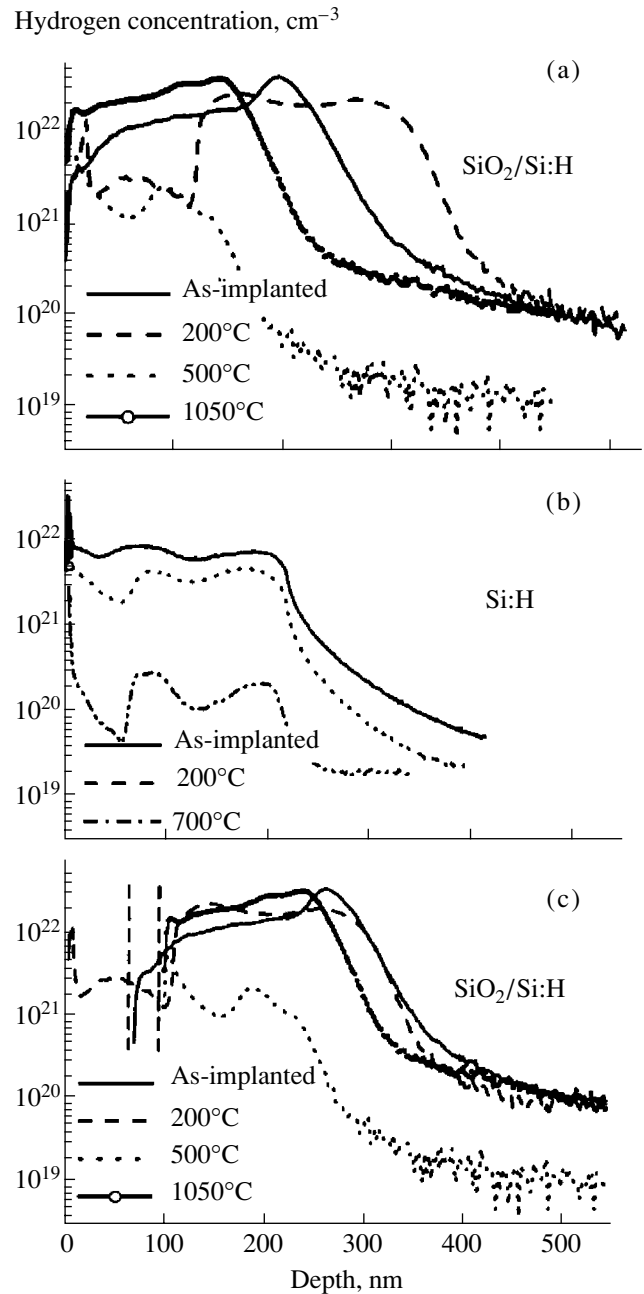 Hydrogen concentration, cm⁻³
(a)
10²²
SiO₂/Si:H
10²¹
10²⁰
As-implanted
200°C
500°C
10¹⁹
1050°C
(b)
10²²
Si:H
10²¹
10²⁰
As-implanted
200°C
10¹⁹
700°C
(c)
10²²
SiO₂/Si:H
10²¹
As-implanted
10²⁰
200°C
500°C
10¹⁹
1050°C
0 100 200 300 400 500
Depth, nm